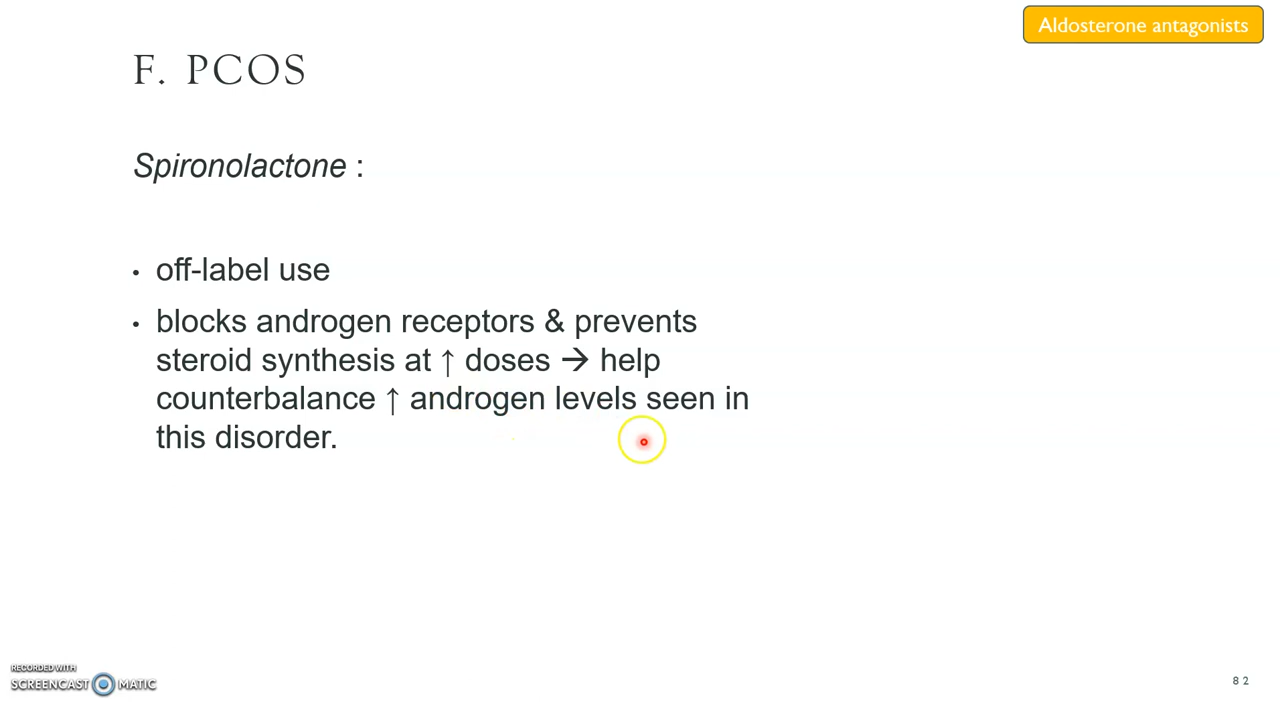 Aldosterone antagonists
F. PCOS
Spironolactone :
• off-label use
• blocks androgen receptors & prevents
steroid synthesis at ↑ doses → help
counterbalance ↑ androgen levels seen in
this disorder.
RECORDED WITH
SCREENCAST MATIC
82